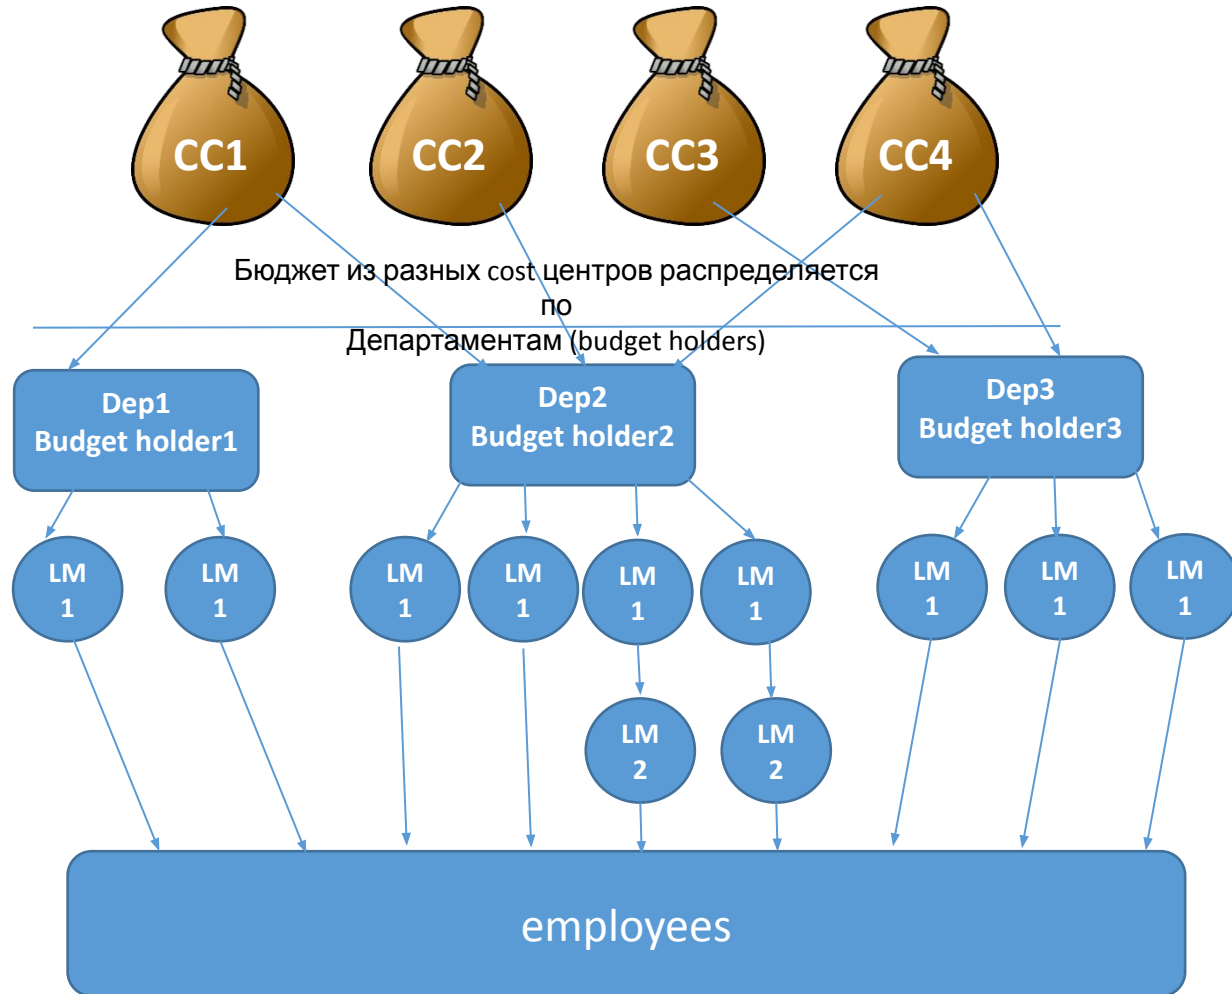 CC1
CC2
CC3
CC4
Бюджет из разных cost центров распределяется
по
Департаментам (budget holders)
Dep1
Budget holder1
Dep2
Budget holder2
Dep3
Budget holder3
LM
1
LM
1
LM
1
LM
1
LM
1
LM
1
LM
1
LM
1
LM
1
LM
2
LM
2
employees